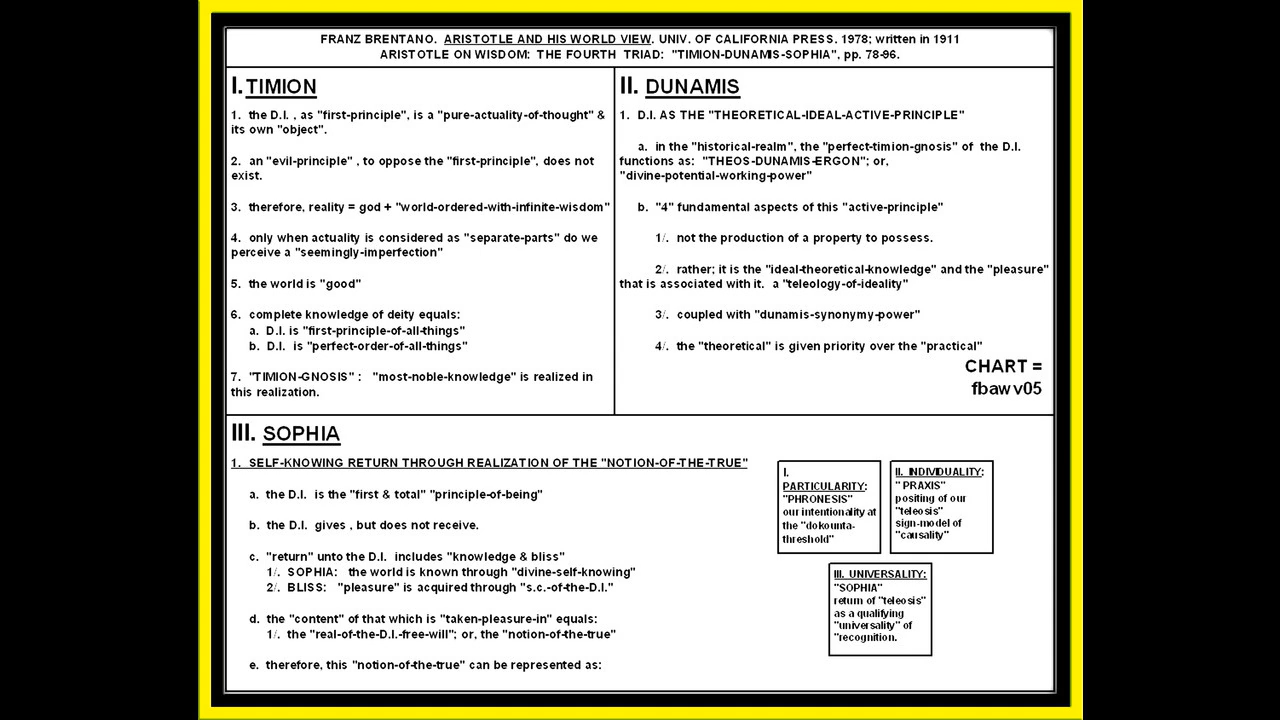 FRANZ BRENTANO. ARISTOTLE AND HIS WORLD VIEW. UNIV. OF CALIFORNIA PRESS. 1978; written in 1911
ARISTOTLE ON WISDOM: THE FOURTH TRIAD: "TIMION-DUNAMIS-SOPHIA", pp. 78-96.
I. TIMION
1. the D.I. , as "first-principle", is a "pure-actuality-of-thought" &
its own "object".
2. an "evil-principle" , to oppose the "first-principle", does not
exist.
3. therefore, reality = god + "world-ordered-with-infinite-wisdom"
4. only when actuality is considered as "separate-parts" do we
perceive a "seemingly-imperfection"
5. the world is "good"
6. complete knowledge of deity equals:
a. D.I. is "first-principle-of-all-things"
b. D.I. is "perfect-order-of-all-things"
7. "TIMION-GNOSIS" : "most-noble-knowledge" is realized in
this realization.
II. DUNAMIS
1. D.I. AS THE "THEORETICAL-IDEAL-ACTIVE-PRINCIPLE"
a. in the "historical-realm", the "perfect-timion-gnosis" of the D.I.
functions as: "THEOS-DUNAMIS-ERGON"; or,
"divine-potential-working-power"
b. "4" fundamental aspects of this "active-principle"
1/. not the production of a property to possess.
2/. rather; it is the "ideal-theoretical-knowledge" and the "pleasure"
that is associated with it. a "teleology-of-ideality"
3/. coupled with "dunamis-synonymy-power"
4/. the "theoretical" is given priority over the "practical"
CHART =
fbawv05
III. SOPHIA
1. SELF-KNOWING RETURN THROUGH REALIZATION OF THE "NOTION-OF-THE-TRUE"
a. the D.I. is the "first & total" "principle-of-being"
b. the D.I. gives , but does not receive.
c. "return" unto the D.I. includes "knowledge & bliss"
1/. SOPHIA: the world is known through "divine-self-knowing"
2/. BLISS: "pleasure" is acquired through "s.c.-of-the-D.I."
d. the "content" of that which is "taken-pleasure-in" equals:
1/. the "real-of-the-D.I.-free-will"; or, the "notion-of-the-true"
e. therefore, this "notion-of-the-true" can be represented as:
I.
PARTICULARITY:
"PHRONESIS"
our intentionality at
the "dokounta-
threshold"
II. INDIVIDUALITY:
" PRAXIS"
positing of our
"teleosis"
sign-model of
"causality"
III. UNIVERSALITY:
"SOPHIA"
return of "teleosis"
as a qualifying
"universality" of
"recognition.